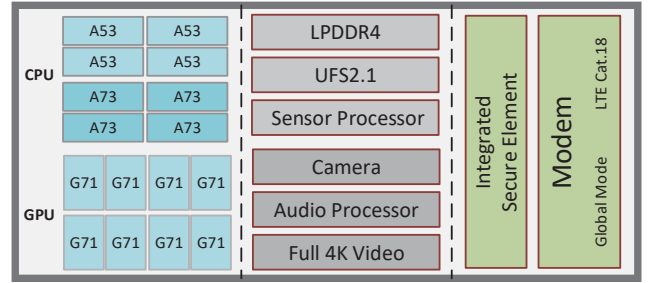 CPU
A53 A53
A53 A53
A73 A73
A73 A73
GPU
G71 G71 G71 G71
G71 G71 G71 G71
LPDDR4
UFS2.1
Sensor Processor
Camera
Audio Processor
Full 4K Video
Integrated
Secure Element
Modem
Global Mode LTE Cat.18